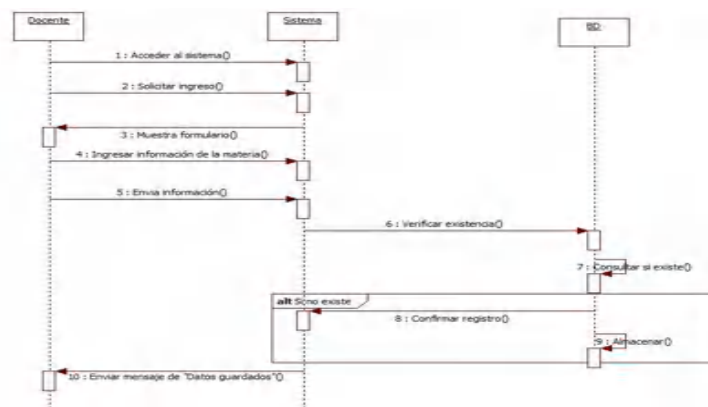 Docente
Sistema
BD
1 : Acceder al sistema()
2 : Solicitar ingreso()
3 : Muestra formulario()
4 : Ingresar información de la materia()
5 : Envia información()
6 : Verificar existencia()
7 : Consultar si existe()
alt Si no existe
8 : Confirmar registro()
9 : Almacenar()
10 : Enviar mensaje de "Datos guardados"()